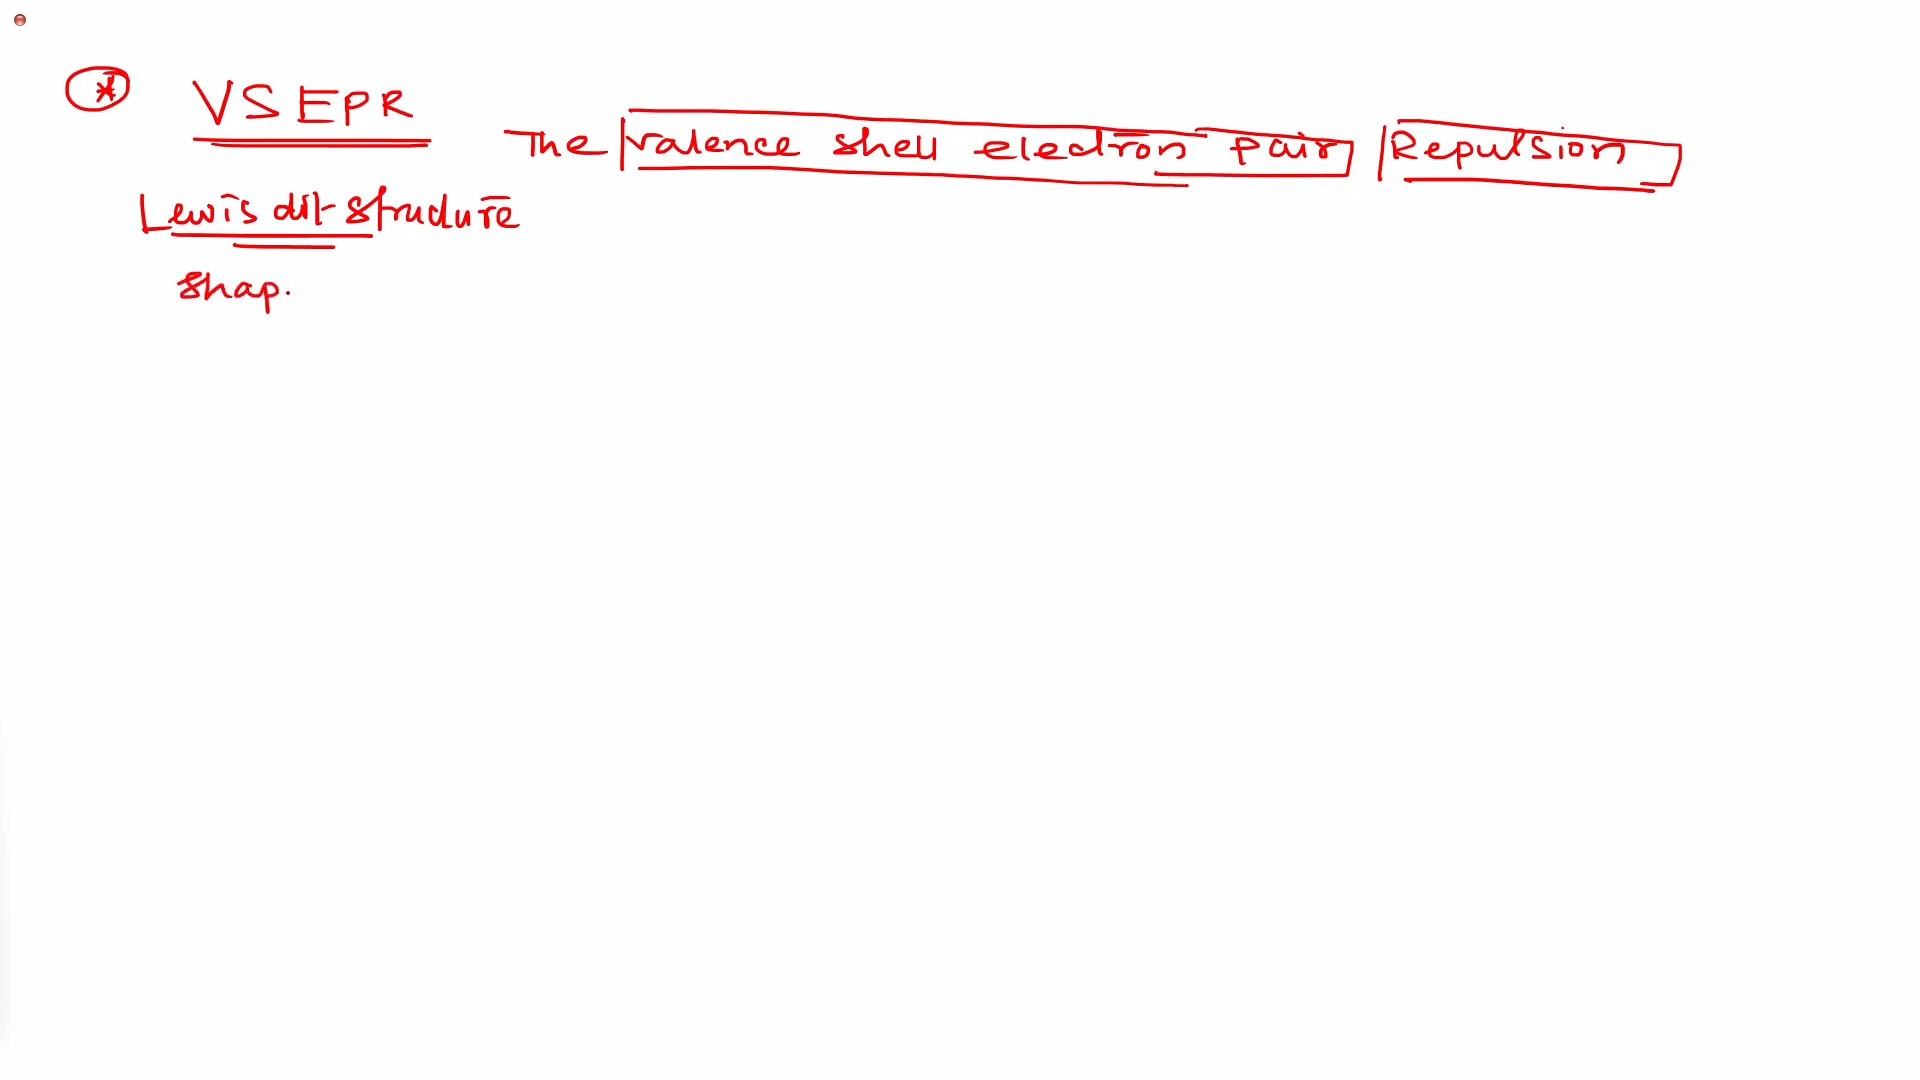 * VSEPR
The valence shell electron pair Repulsion
Lewis dot structure
shap